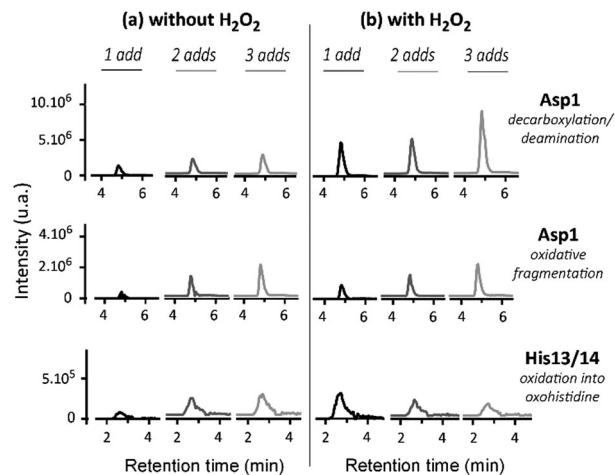 (a) without H₂O₂ (b) with H₂O₂
1 add 2 adds 3 adds 1 add 2 adds 3 adds
Intensity (u.a.)
10.10⁶
5.10⁶
0
4 6 4 6 4 6 4 6 4 6 4 6
Asp1
decarboxylation/
deamination
4.10⁶
2.10⁶
0
4 6 4 6 4 6 4 6 4 6 4 6
Asp1
oxidative
fragmentation
5.10⁵
0
2 4 2 4 2 4 2 4 2 4 2 4
His13/14
oxidation into
oxohistidine
Retention time (min) Retention time (min)